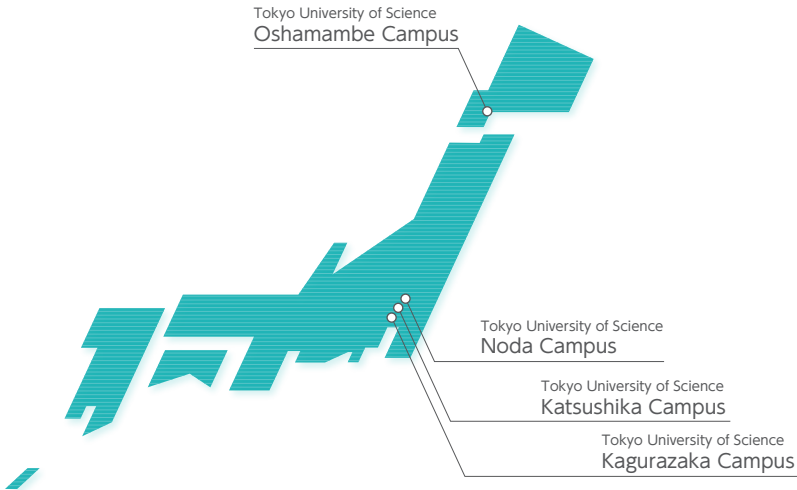 Tokyo University of Science
Oshamambe Campus
Tokyo University of Science
Noda Campus
Tokyo University of Science
Katsushika Campus
Tokyo University of Science
Kagurazaka Campus